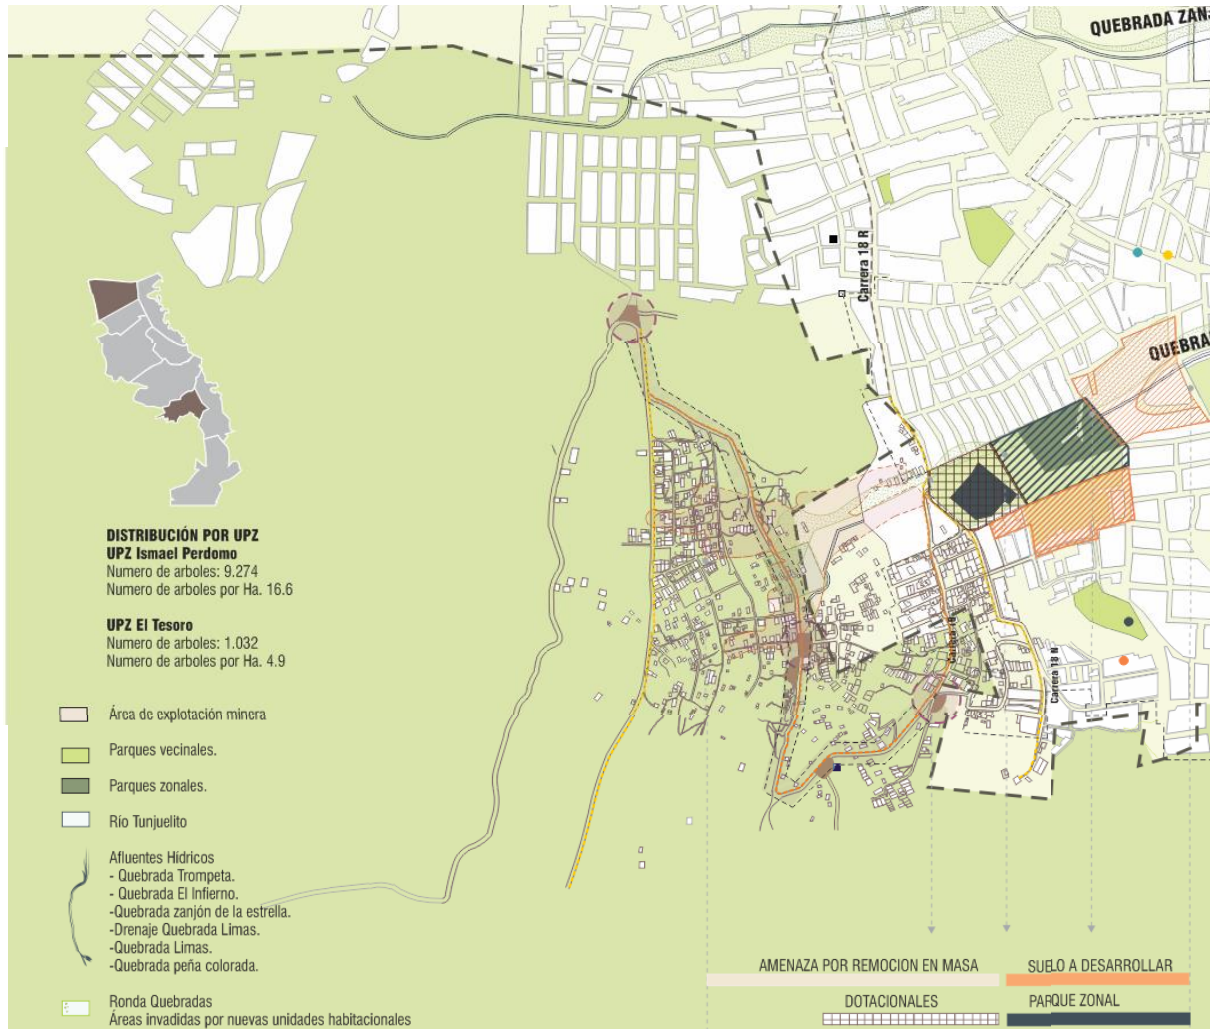 QUEBRADA ZAN
Carrera 18 R
QUEBRA
Carrera 18
Carrera 18 N
DISTRIBUCIÓN POR UPZ
UPZ Ismael Perdomo
Numero de arboles: 9.274
Numero de arboles por Ha. 16.6
UPZ El Tesoro
Numero de arboles: 1.032
Numero de arboles por Ha. 4.9
Área de explotación minera
Parques vecinales.
Parques zonales.
Río Tunjuelito
Afluentes Hídricos
- Quebrada Trompeta.
- Quebrada El Infierno.
-Quebrada zanjón de la estrella.
-Drenaje Quebrada Limas.
-Quebrada Limas.
-Quebrada peña colorada.
Ronda Quebradas
Áreas invadidas por nuevas unidades habitacionales
AMENAZA POR REMOCION EN MASA
SUELO A DESARROLLAR
DOTACIONALES
PARQUE ZONAL